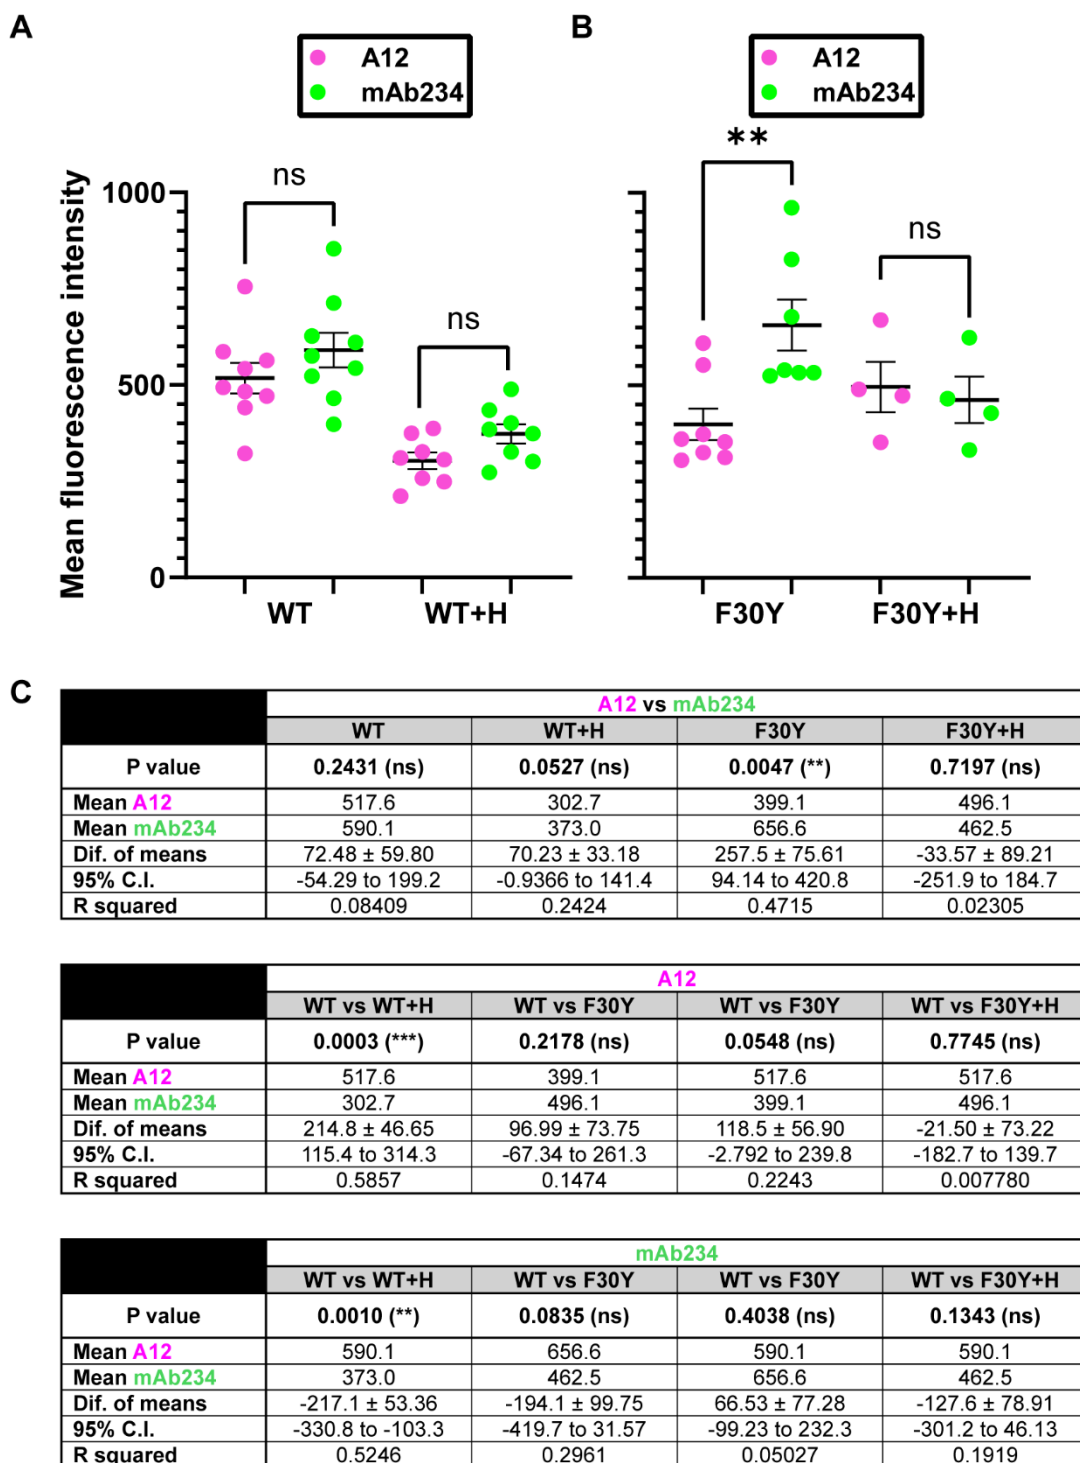 A
B
A12
mAb234
A12
mAb234
**
ns
ns
ns
Mean fluorescence intensity
1000
500
0
WT
WT+H
F30Y
F30Y+H
C
A12 vs mAb234
WT WT+H F30Y F30Y+H
P value 0.2431 (ns) 0.0527 (ns) 0.0047 (**) 0.7197 (ns)
Mean A12 517.6 302.7 399.1 496.1
Mean mAb234 590.1 373.0 656.6 462.5
Dif. of means 72.48 ± 59.80 70.23 ± 33.18 257.5 ± 75.61 -33.57 ± 89.21
95% C.I. -54.29 to 199.2 -0.9366 to 141.4 94.14 to 420.8 -251.9 to 184.7
R squared 0.08409 0.2424 0.4715 0.02305
A12
WT vs WT+H WT vs F30Y WT vs F30Y WT vs F30Y+H
P value 0.0003 (***) 0.2178 (ns) 0.0548 (ns) 0.7745 (ns)
Mean A12 517.6 399.1 517.6 517.6
Mean mAb234 302.7 496.1 399.1 496.1
Dif. of means 214.8 ± 46.65 96.99 ± 73.75 118.5 ± 56.90 -21.50 ± 73.22
95% C.I. 115.4 to 314.3 -67.34 to 261.3 -2.792 to 239.8 -182.7 to 139.7
R squared 0.5857 0.1474 0.2243 0.007780
mAb234
WT vs WT+H WT vs F30Y WT vs F30Y WT vs F30Y+H
P value 0.0010 (**) 0.0835 (ns) 0.4038 (ns) 0.1343 (ns)
Mean A12 590.1 656.6 590.1 590.1
Mean mAb234 373.0 462.5 656.6 462.5
Dif. of means -217.1 ± 53.36 -194.1 ± 99.75 66.53 ± 77.28 -127.6 ± 78.91
95% C.I. -330.8 to -103.3 -419.7 to 31.57 -99.23 to 232.3 -301.2 to 46.13
R squared 0.5246 0.2961 0.05027 0.1919